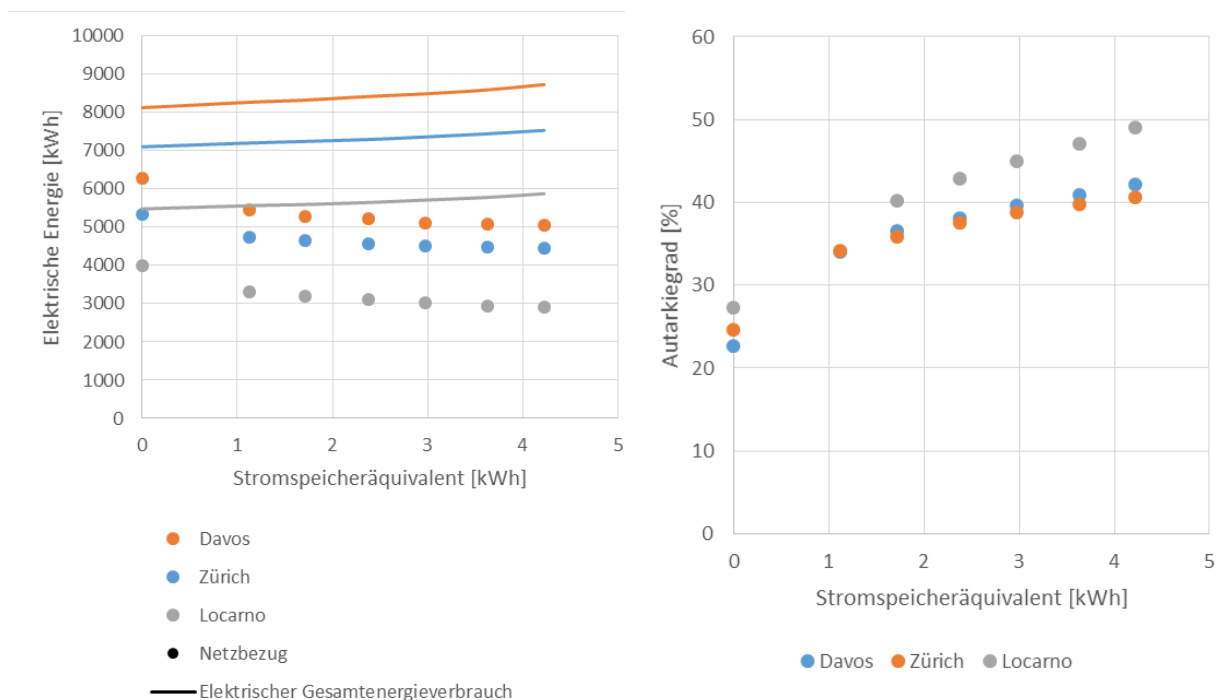 10000
9000
8000
7000
6000
5000
4000
3000
2000
1000
0
Elektrische Energie [kWh]
0 1 2 3 4 5
Stromspeicheräquivalent [kWh]
Davos
Zürich
Locarno
Netzbezug
Elektrischer Gesamtenergieverbrauch
60
50
40
30
20
10
0
Autarkiegrad [%]
0 1 2 3 4 5
Stromspeicheräquivalent [kWh]
Davos Zürich Locarno